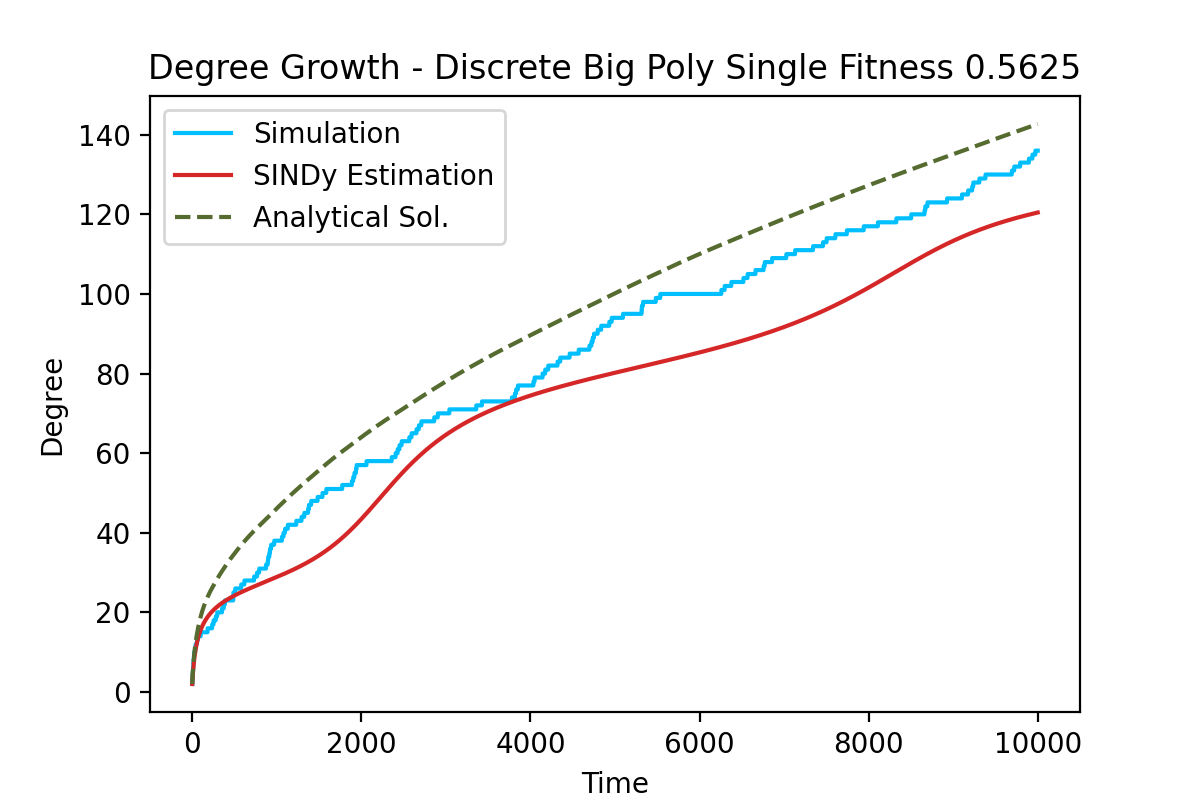 Degree Growth - Discrete Big Poly Single Fitness 0.5625
Simulation
SINDy Estimation
Analytical Sol.
140
120
100
80
60
40
20
0
Degree
0 2000 4000 6000 8000 10000
Time